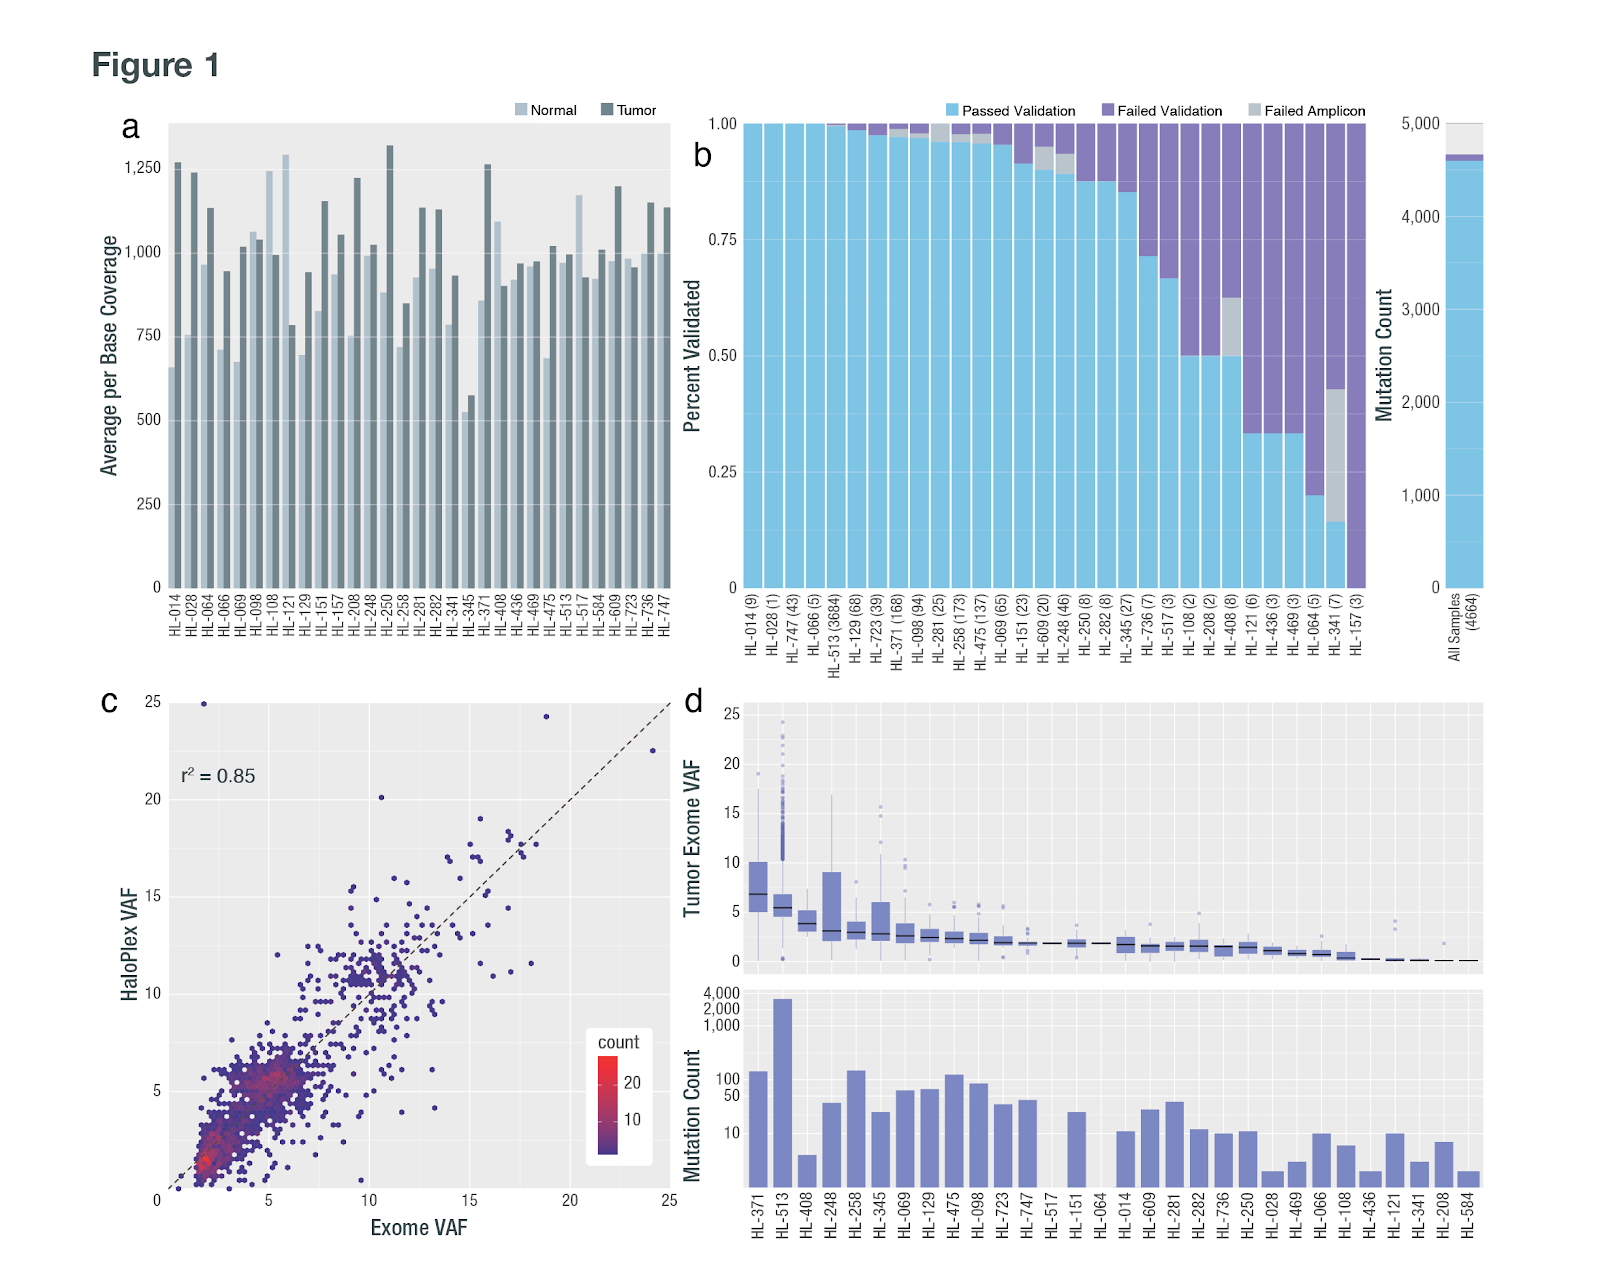 Figure 1
a
Normal
Tumor
Average per Base Coverage
1,250
1,000
750
500
250
0
HL-014
HL-028
HL-064
HL-066
HL-069
HL-098
HL-108
HL-121
HL-129
HL-151
HL-157
HL-208
HL-248
HL-250
HL-258
HL-281
HL-282
HL-341
HL-345
HL-371
HL-408
HL-436
HL-469
HL-475
HL-513
HL-517
HL-584
HL-609
HL-723
HL-736
HL-747
b
Passed Validation
Failed Validation
Failed Amplicon
Percent Validated
1.00
0.75
0.50
0.25
0
HL-014 (9)
HL-028 (1)
HL-747 (43)
HL-066 (5)
HL-513 (3684)
HL-129 (68)
HL-723 (39)
HL-371 (168)
HL-098 (94)
HL-281 (25)
HL-258 (173)
HL-475 (137)
HL-069 (65)
HL-151 (23)
HL-609 (20)
HL-248 (46)
HL-250 (8)
HL-282 (8)
HL-345 (27)
HL-736 (7)
HL-517 (3)
HL-108 (2)
HL-208 (2)
HL-408 (8)
HL-121 (6)
HL-436 (3)
HL-469 (3)
HL-064 (5)
HL-341 (7)
HL-157 (3)
Mutation Count
5,000
4,000
3,000
2,000
1,000
0
All Samples
(4664)
c
r² = 0.85
HaloPlex VAF
25
20
15
10
5
0
5
10
15
20
25
Exome VAF
count
20
10
d
Tumor Exome VAF
25
20
15
10
5
0
Mutation Count
4,000
2,000
1,000
100
50
10
HL-371
HL-513
HL-408
HL-248
HL-258
HL-345
HL-069
HL-129
HL-475
HL-098
HL-723
HL-747
HL-517
HL-151
HL-064
HL-014
HL-609
HL-281
HL-282
HL-736
HL-250
HL-028
HL-469
HL-066
HL-108
HL-436
HL-121
HL-341
HL-208
HL-584